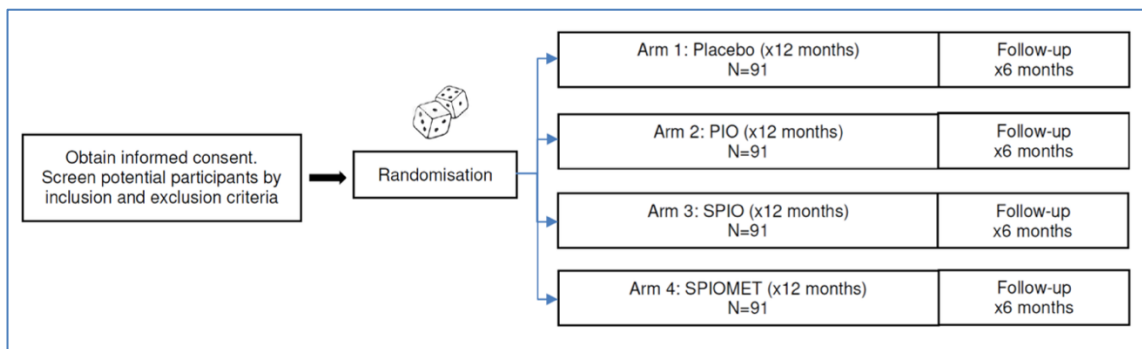 Obtain informed consent.
Screen potential participants by
inclusion and exclusion criteria
Randomisation
Arm 1: Placebo (x12 months)
N=91
Follow-up
x6 months
Arm 2: PIO (x12 months)
N=91
Follow-up
x6 months
Arm 3: SPIO (x12 months)
N=91
Follow-up
x6 months
Arm 4: SPIOMET (x12 months)
N=91
Follow-up
x6 months